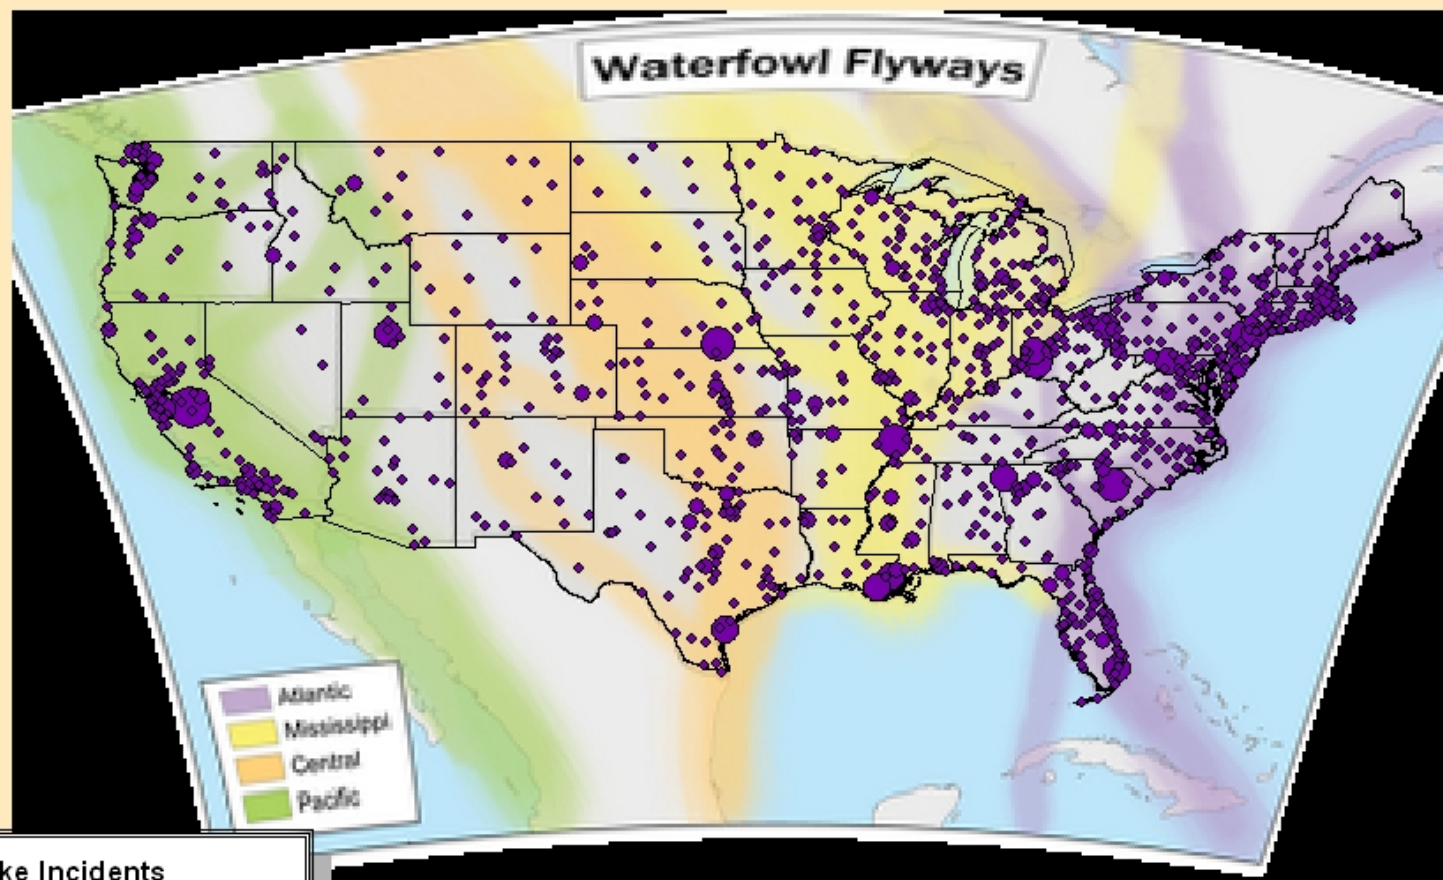 Waterfowl Flyways
Atlantic
Mississippi
Central
Pacific
ke Incidents